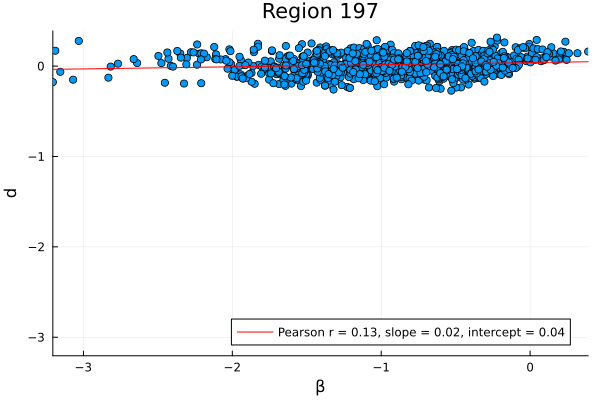 Region 197
0
−1
−2
−3
d
Pearson r = 0.13, slope = 0.02, intercept = 0.04
−3
−2
−1
0
β